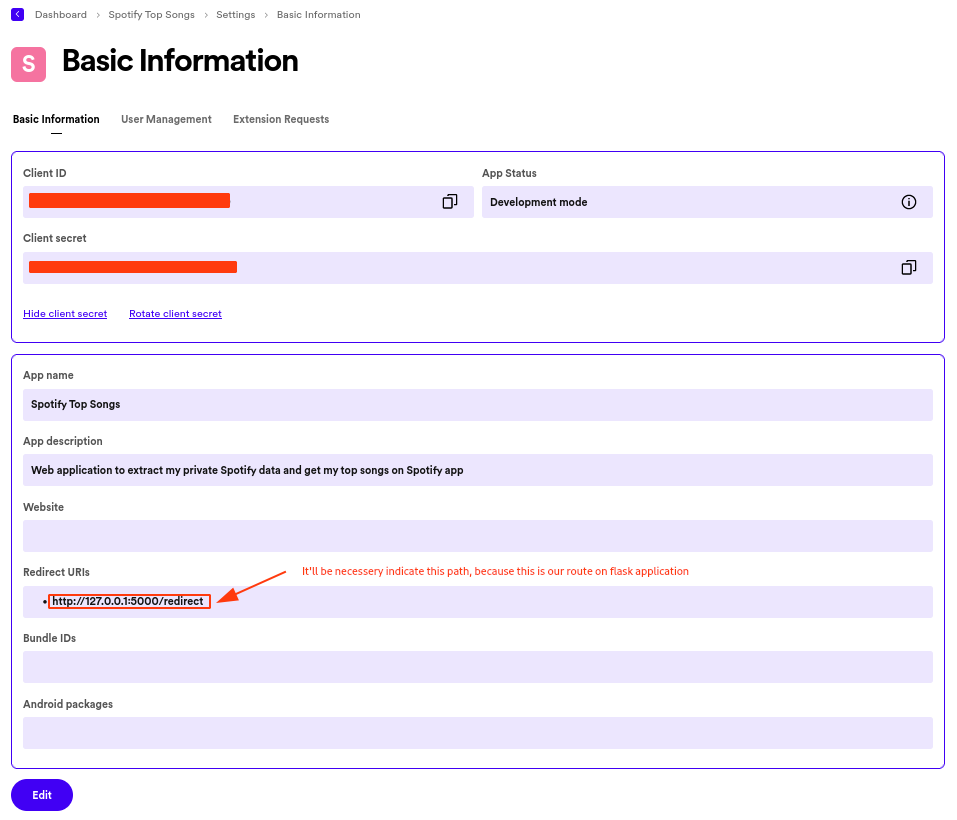 Dashboard › Spotify Top Songs › Settings › Basic Information
S
Basic Information
Basic Information User Management Extension Requests
Client ID
App Status
Development mode
Client secret
Hide client secret Rotate client secret
App name
Spotify Top Songs
App description
Web application to extract my private Spotify data and get my top songs on Spotify app
Website
Redirect URIs
It'll be necessery indicate this path, because this is our route on flask application
• http://127.0.0.1:5000/redirect
Bundle IDs
Android packages
Edit